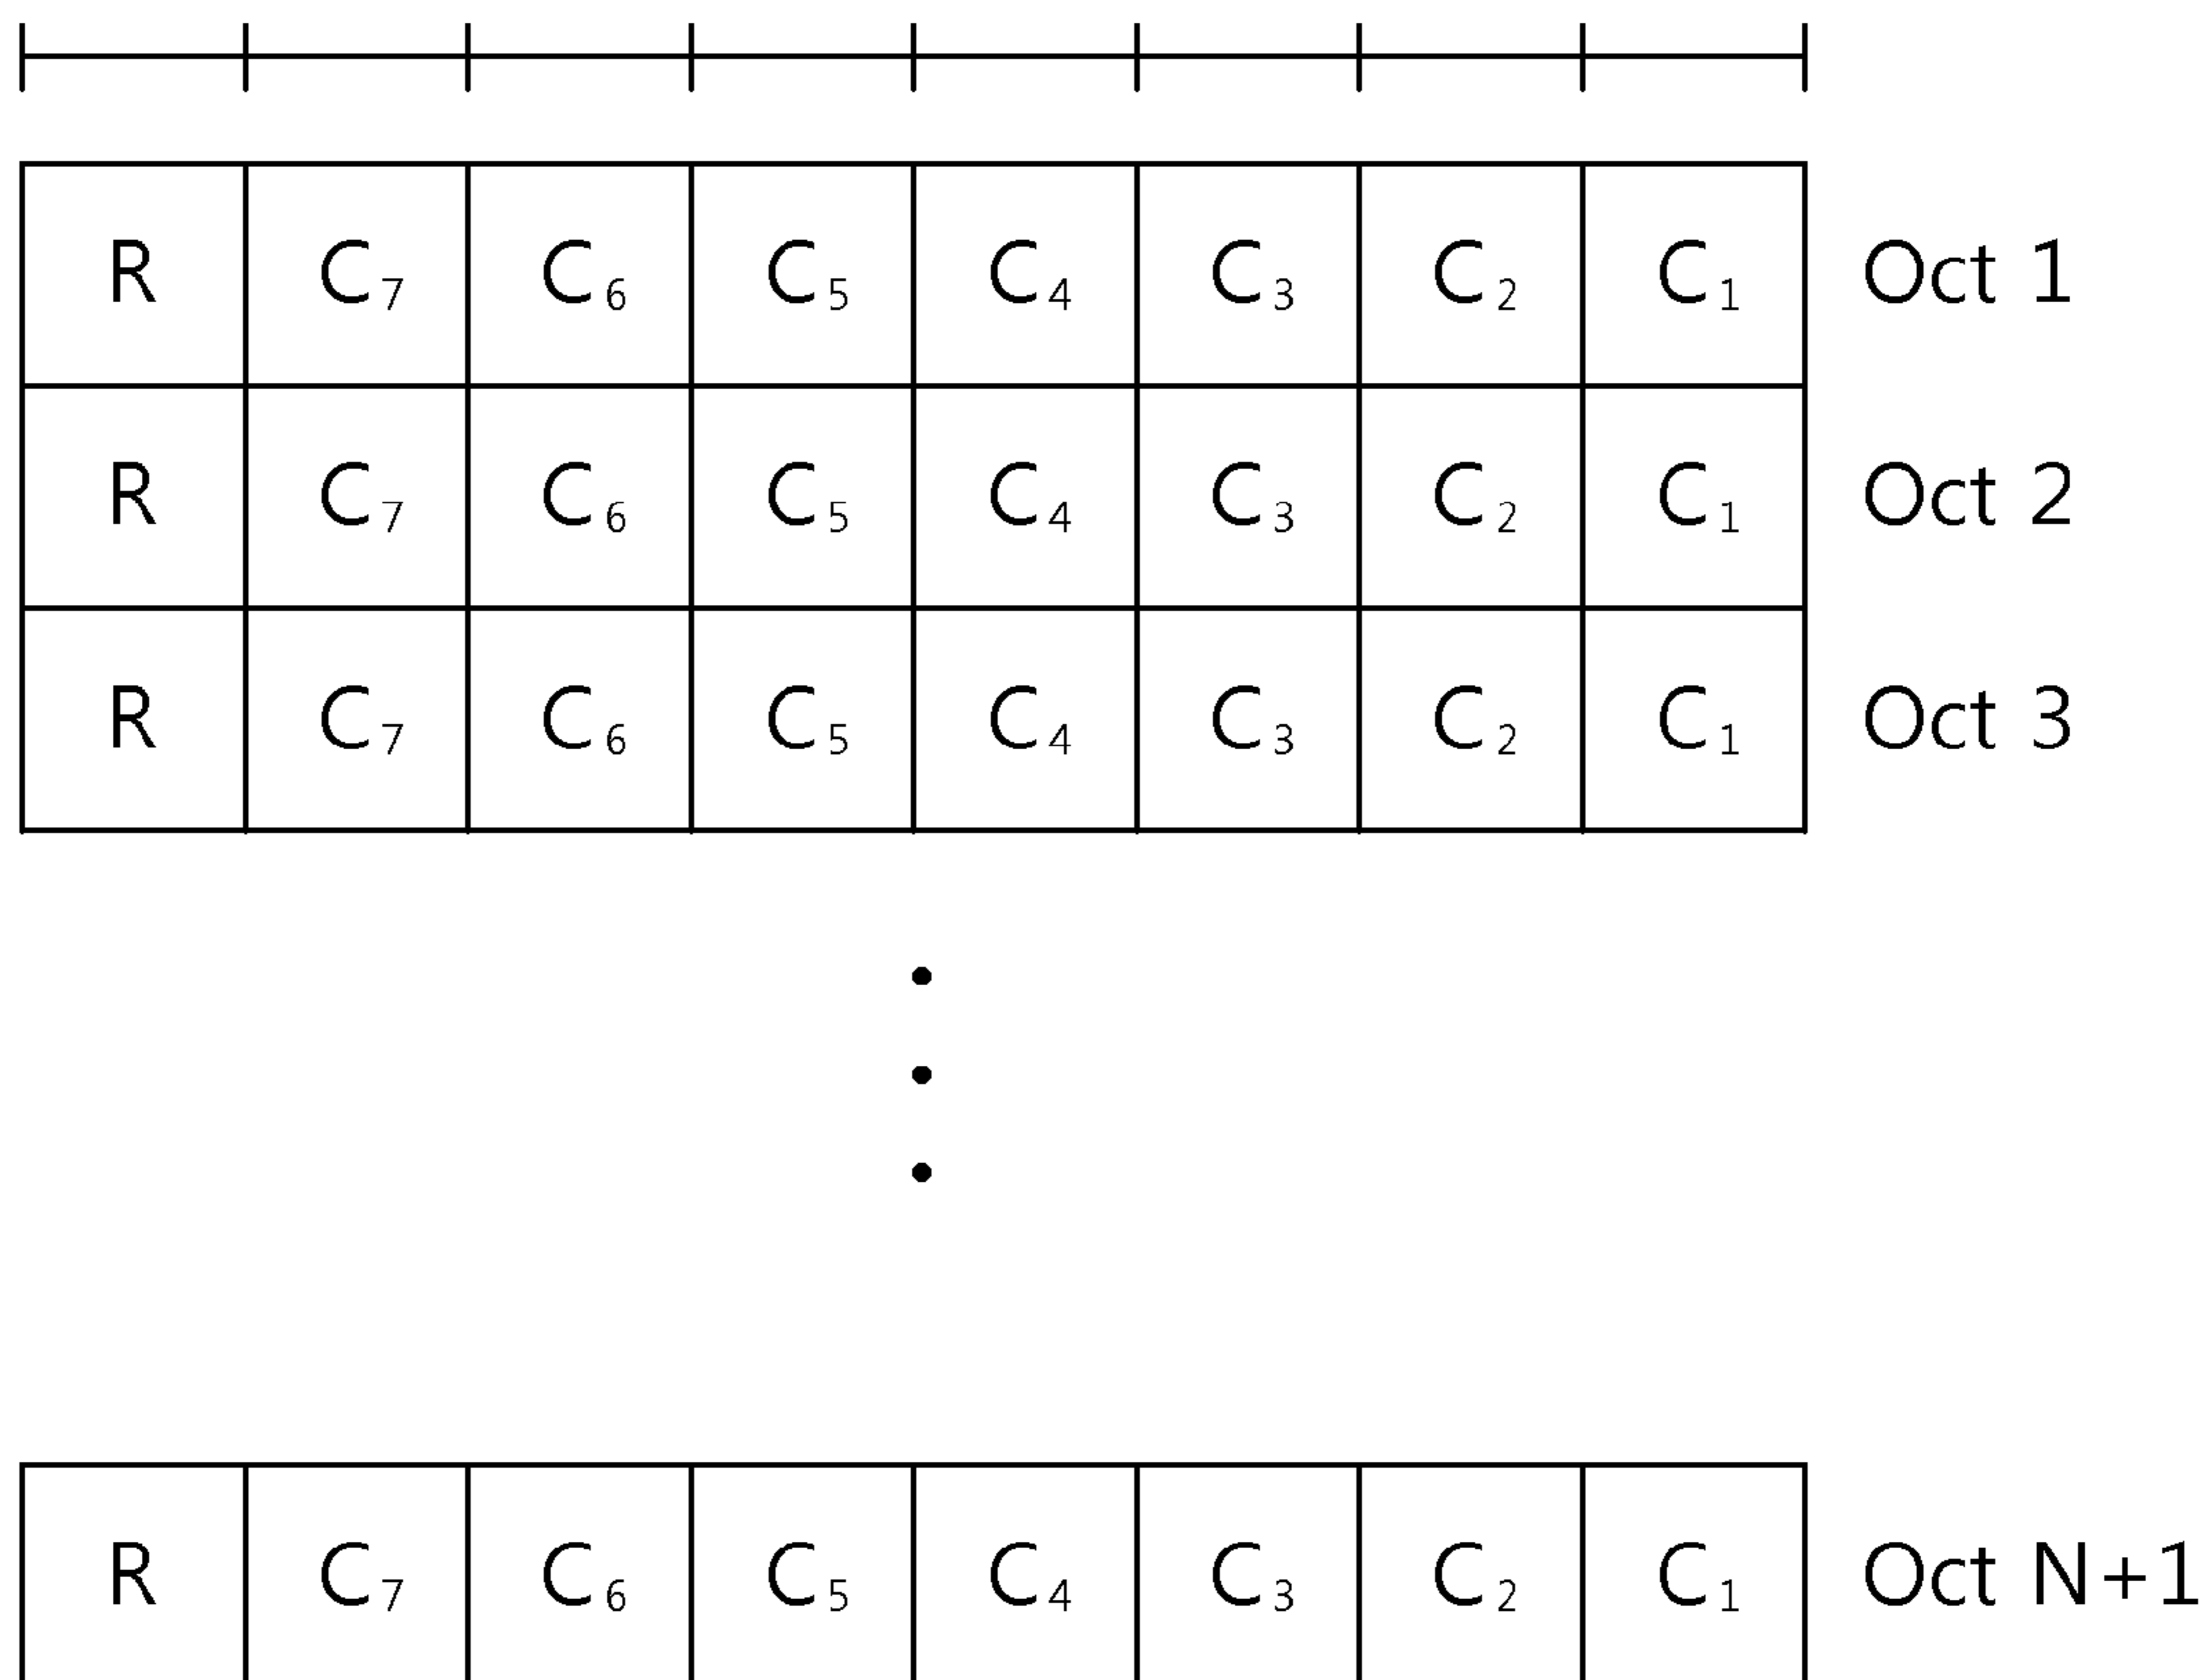 R C₇ C₆ C₅ C₄ C₃ C₂ C₁ Oct 1
R C₇ C₆ C₅ C₄ C₃ C₂ C₁ Oct 2
R C₇ C₆ C₅ C₄ C₃ C₂ C₁ Oct 3
R C₇ C₆ C₅ C₄ C₃ C₂ C₁ Oct N+1